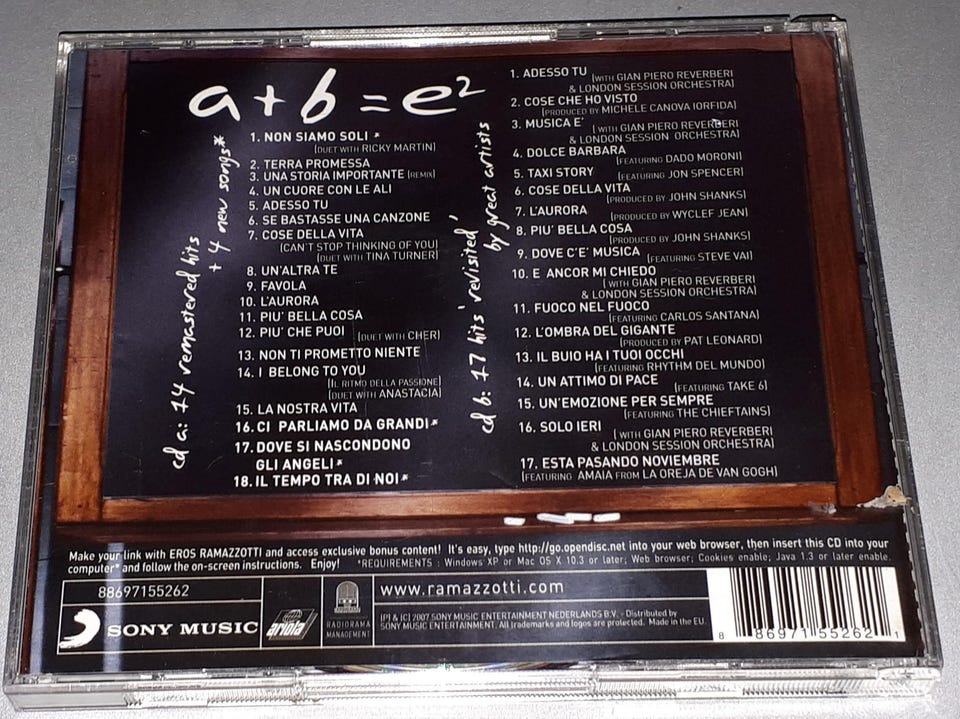 a + b = e²
cd a: 14 remastered hits
+ 4 new songs*
1. NON SIAMO SOLI *
(DUET WITH RICKY MARTIN)
2. TERRA PROMESSA
3. UNA STORIA IMPORTANTE (REMIX)
4. UN CUORE CON LE ALI
5. ADESSO TU
6. SE BASTASSE UNA CANZONE
7. COSE DELLA VITA
(CAN'T STOP THINKING OF YOU)
(DUET WITH TINA TURNER)
8. UN'ALTRA TE
9. FAVOLA
10. L'AURORA
11. PIU' BELLA COSA
12. PIU' CHE PUOI (DUET WITH CHER)
13. NON TI PROMETTO NIENTE
14. I BELONG TO YOU
(IL RITMO DELLA PASSIONE)
(DUET WITH ANASTACIA)
15. LA NOSTRA VITA
16. CI PARLIAMO DA GRANDI*
17. DOVE SI NASCONDONO
GLI ANGELI*
18. IL TEMPO TRA DI NOI*
cd b: 17 hits 'revisited'
by great artists
1. ADESSO TU (WITH GIAN PIERO REVERBERI
& LONDON SESSION ORCHESTRA)
2. COSE CHE HO VISTO
(PRODUCED BY MICHELE CANOVA IORFIDA)
3. MUSICA E' (WITH GIAN PIERO REVERBERI
& LONDON SESSION ORCHESTRA)
4. DOLCE BARBARA
(FEATURING DADO MORONI)
5. TAXI STORY (FEATURING JON SPENCER)
6. COSE DELLA VITA
(PRODUCED BY JOHN SHANKS)
7. L'AURORA
(PRODUCED BY WYCLEF JEAN)
8. PIU' BELLA COSA
(PRODUCED BY JOHN SHANKS)
9. DOVE C'E' MUSICA
(FEATURING STEVE VAI)
10. E ANCOR MI CHIEDO
(WITH GIAN PIERO REVERBERI
& LONDON SESSION ORCHESTRA)
11. FUOCO NEL FUOCO
(FEATURING CARLOS SANTANA)
12. L'OMBRA DEL GIGANTE
(PRODUCED BY PAT LEONARD)
13. IL BUIO HA I TUOI OCCHI
(FEATURING RHYTHM DEL MUNDO)
14. UN ATTIMO DI PACE
(FEATURING TAKE 6)
15. UN'EMOZIONE PER SEMPRE
(FEATURING THE CHIEFTAINS)
16. SOLO IERI
(WITH GIAN PIERO REVERBERI
& LONDON SESSION ORCHESTRA)
17. ESTA PASANDO NOVIEMBRE
(FEATURING AMAIA FROM LA OREJA DE VAN GOGH)
Make your link with EROS RAMAZZOTTI and access exclusive bonus content! It's easy, type http://go.opendisc.net into your web browser, then insert this CD into your
computer* and follow the on-screen instructions. Enjoy! *REQUIREMENTS : Windows XP or Mac OS X 10.3 or later; Web browser; Cookies enable; Java 1.3 or later enable.
88697155262
SONY MUSIC
ariola
RADIORAMA
MANAGEMENT
www.ramazzotti.com
(P) & (C) 2007 SONY MUSIC ENTERTAINMENT NEDERLANDS B.V. - Distributed by
SONY MUSIC ENTERTAINMENT. All trademarks and logos are protected. Made in the EU.
8 86971 55262 1